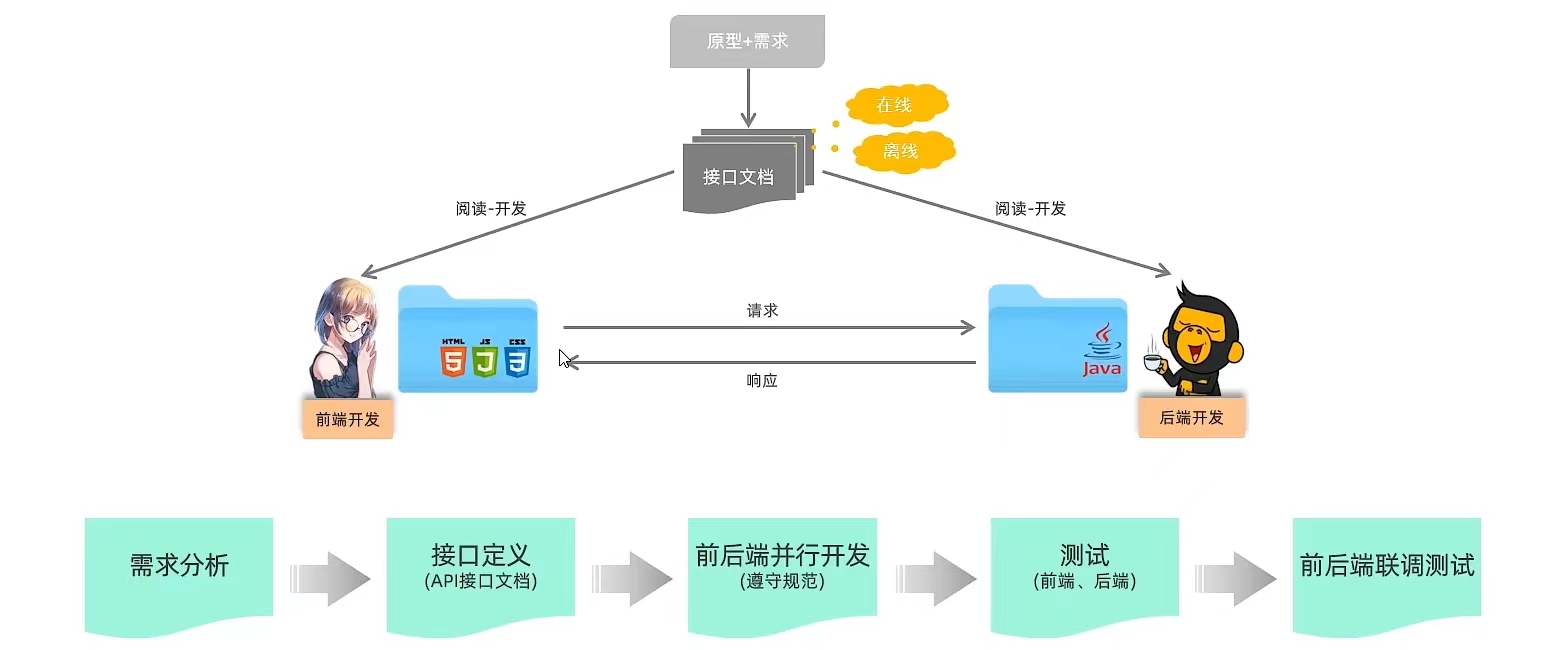 原型+需求
在线
离线
接口文档
阅读-开发
阅读-开发
请求
响应
HTML
JS
CSS
5
J
3
Java
前端开发
后端开发
需求分析
接口定义
(API接口文档)
前后端并行开发
(遵守规范)
测试
(前端、后端)
前后端联调测试